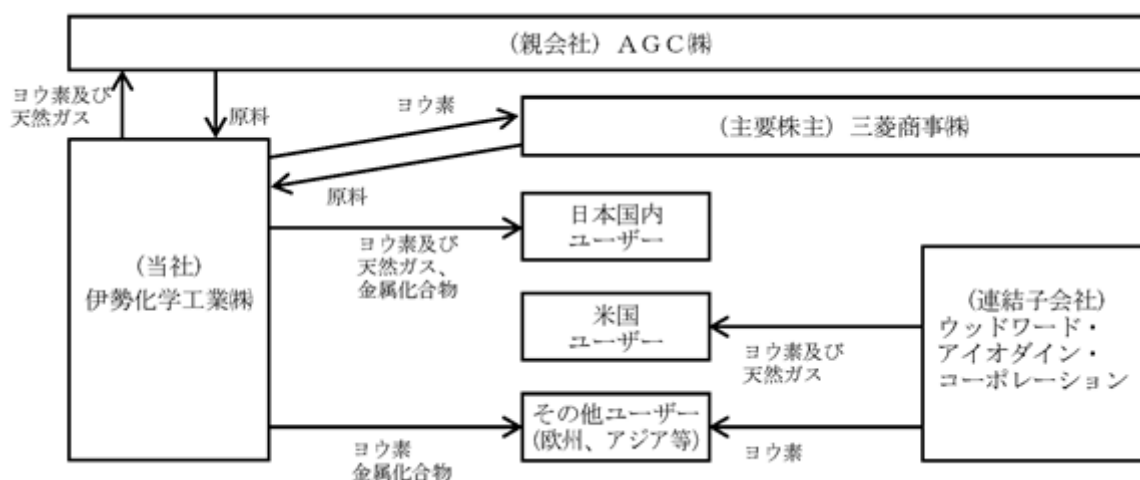 (親会社) ＡＧＣ㈱
ヨウ素及び
天然ガス
原料
ヨウ素
(主要株主) 三菱商事㈱
原料
(当社)
伊勢化学工業㈱
日本国内
ユーザー
ヨウ素及び
天然ガス、
金属化合物
米国
ユーザー
(連結子会社)
ウッドワード・
アイオダイン・
コーポレーション
ヨウ素及び
天然ガス
その他ユーザー
(欧州、アジア等)
ヨウ素
金属化合物
ヨウ素